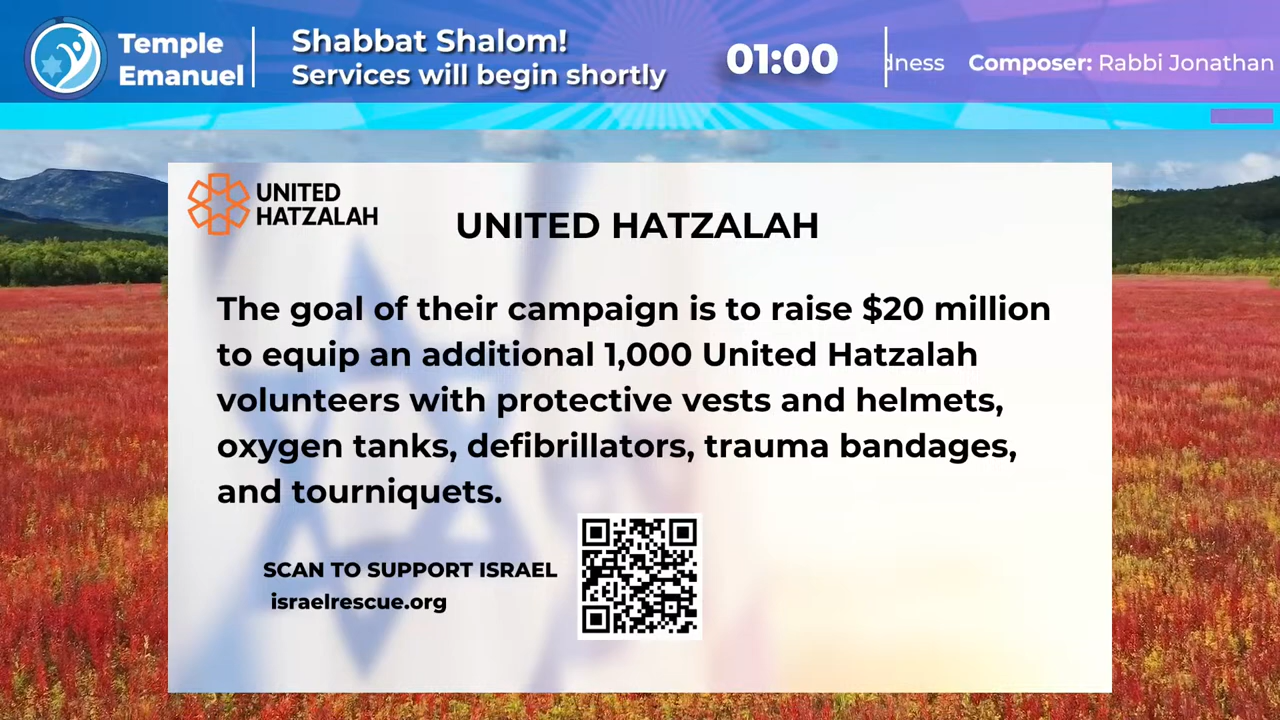 Temple
Emanuel
Shabbat Shalom!
Services will begin shortly
01:00
Composer: Rabbi Jonathan
UNITED
HATZALAH
UNITED HATZALAH
The goal of their campaign is to raise $20 million
to equip an additional 1,000 United Hatzalah
volunteers with protective vests and helmets,
oxygen tanks, defibrillators, trauma bandages,
and tourniquets.
SCAN TO SUPPORT ISRAEL
israelrescue.org